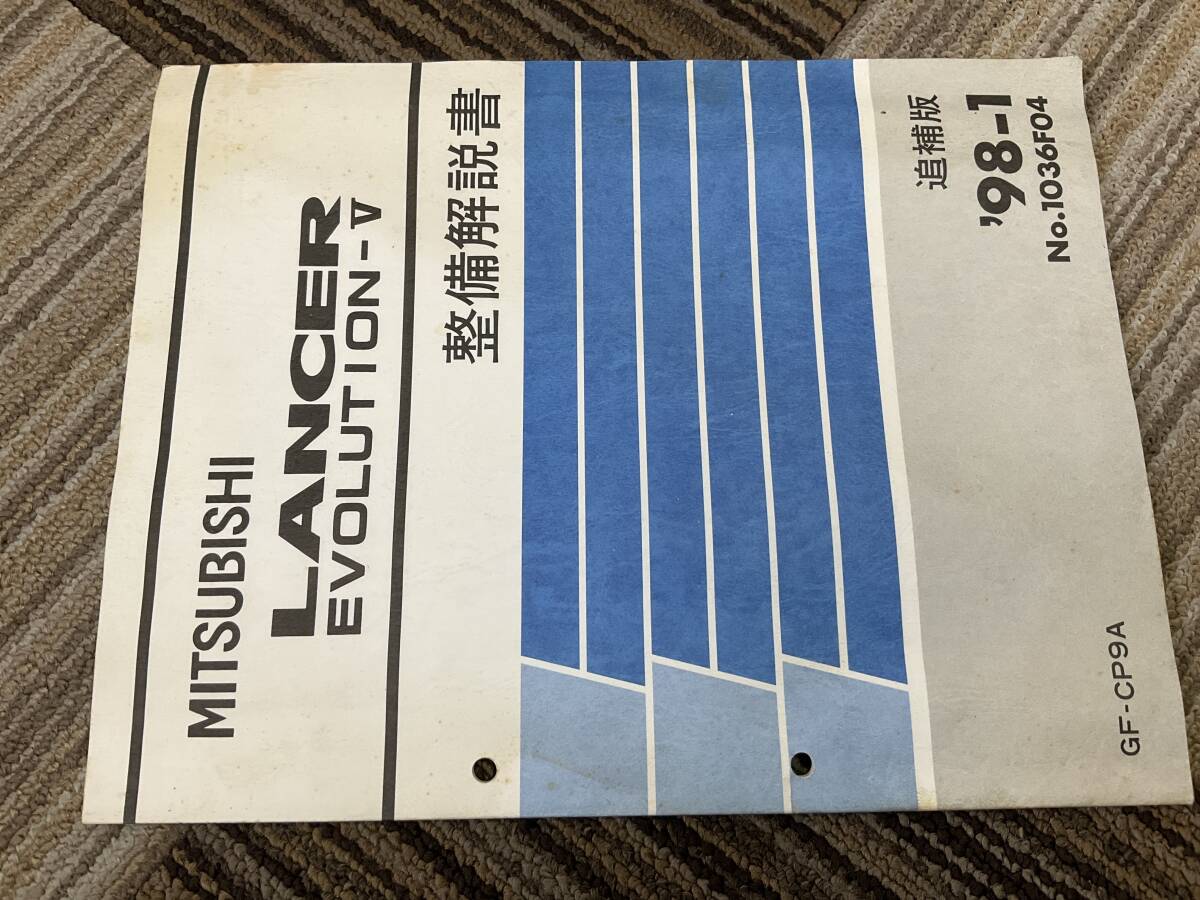 MITSUBISHI
LANCER
EVOLUTION-V
整備解説書
追補版
'98-1
No.1036F04
GF-CP9A